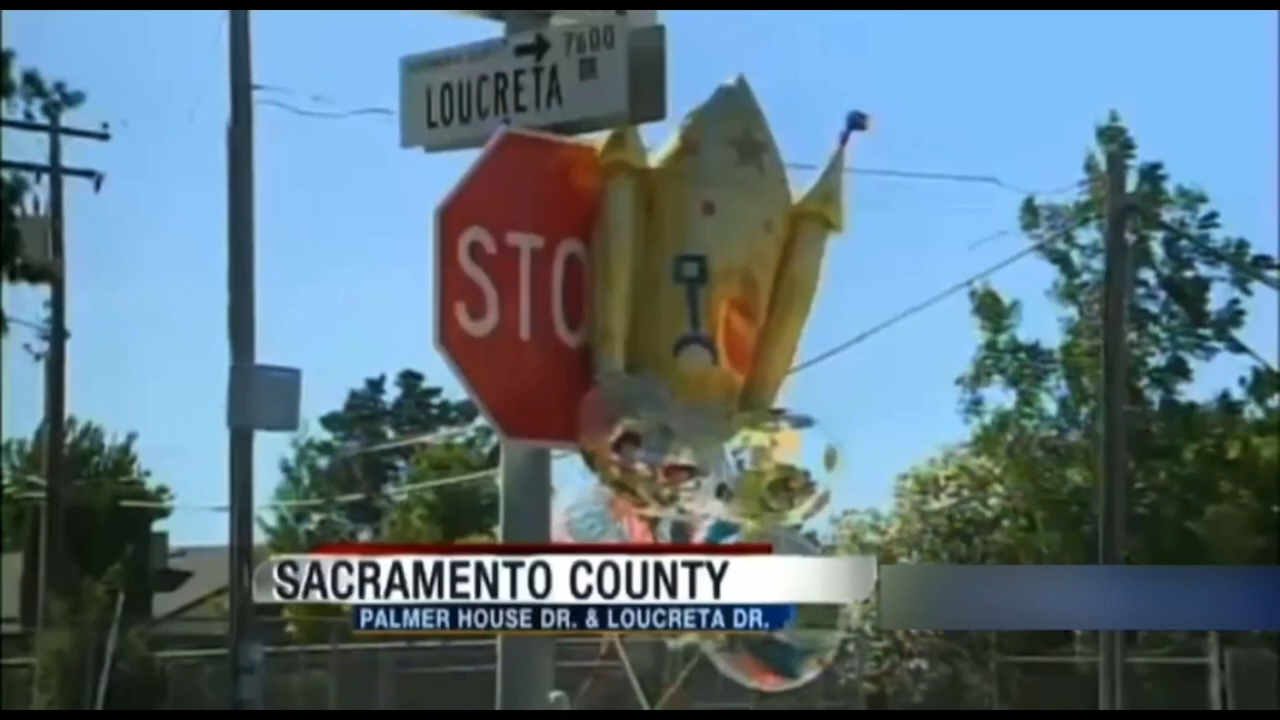 7600
LOUCRETA DR
STO
SACRAMENTO COUNTY
PALMER HOUSE DR. & LOUCRETA DR.